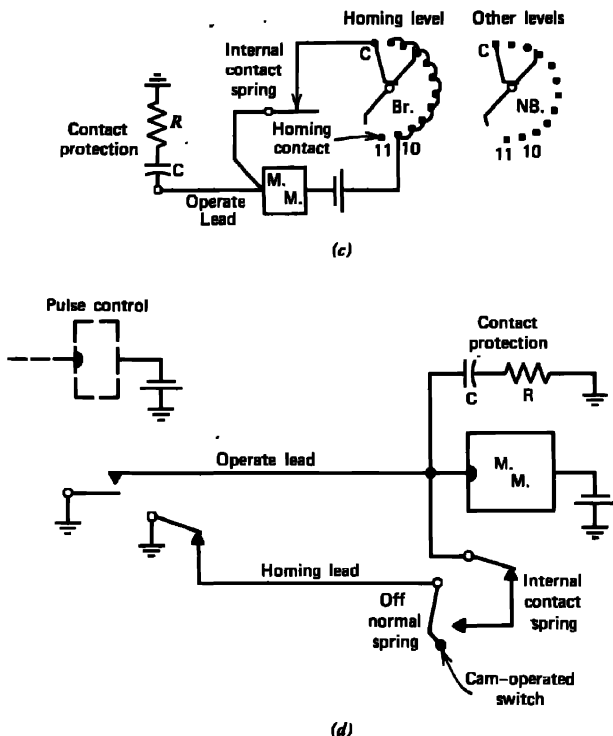 Homing level
Other levels
Internal
contact
spring
C
C
Contact
protection
R
Br.
NB.
Homing
contact
11 10
11 10
C
M.
M.
Operate
Lead
(c)
Pulse control
Contact
protection
C
R
Operate lead
M.
M.
Homing lead
Off
normal
spring
Internal
contact
spring
Cam-operated
switch
(d)